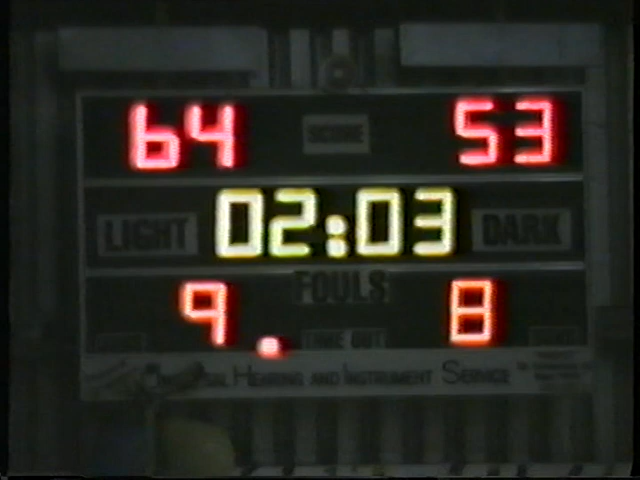 64 SCORE 53
LIGHT 02:03 DARK
FOULS
9. 8
TIME OUT
HEATING AND INSTRUMENT SERVICE